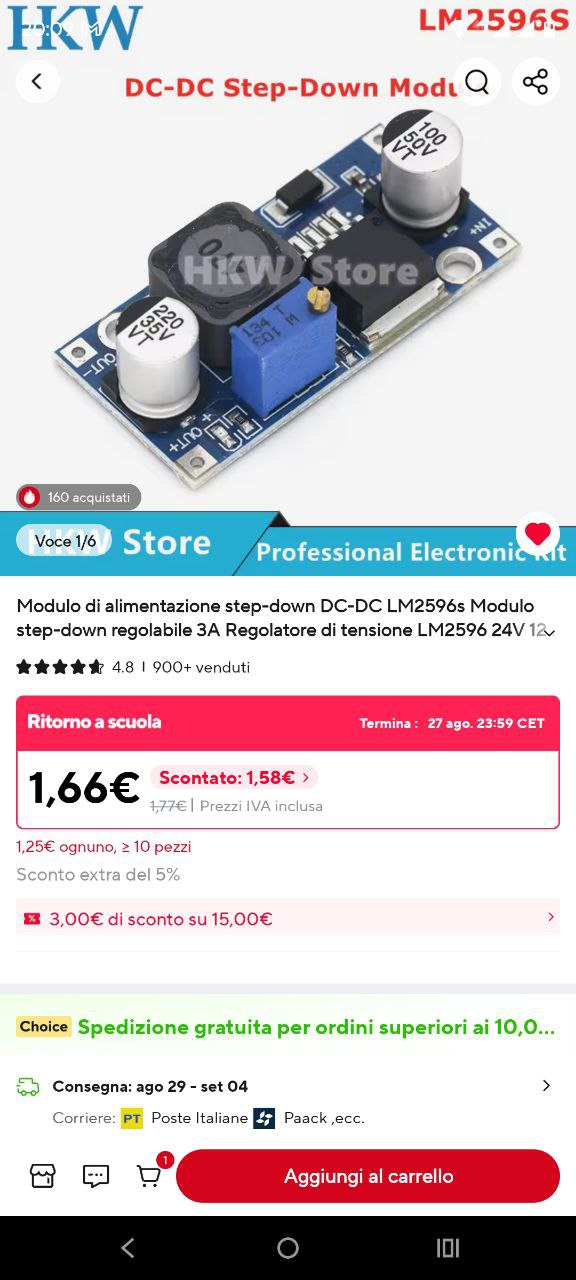 HKW
LM2596S
20:09
DC-DC Step-Down Modu
100
50V
VT
IN+
HKW Store
220
35V
VT
OUT-
OUT+
160 acquistati
Voce 1/6
HKW Store
Professional Electronic Kit
Modulo di alimentazione step-down DC-DC LM2596s Modulo
step-down regolabile 3A Regolatore di tensione LM2596 24V 12
4.8 | 900+ venduti
Ritorno a scuola
Termina : 27 ago. 23:59 CET
1,66€
Scontato: 1,58€ >
1,77€ | Prezzi IVA inclusa
1,25€ ognuno, ≥ 10 pezzi
Sconto extra del 5%
3,00€ di sconto su 15,00€
Choice Spedizione gratuita per ordini superiori ai 10,0...
Consegna: ago 29 - set 04
Corriere: PT Poste Italiane Paack ,ecc.
1
Aggiungi al carrello